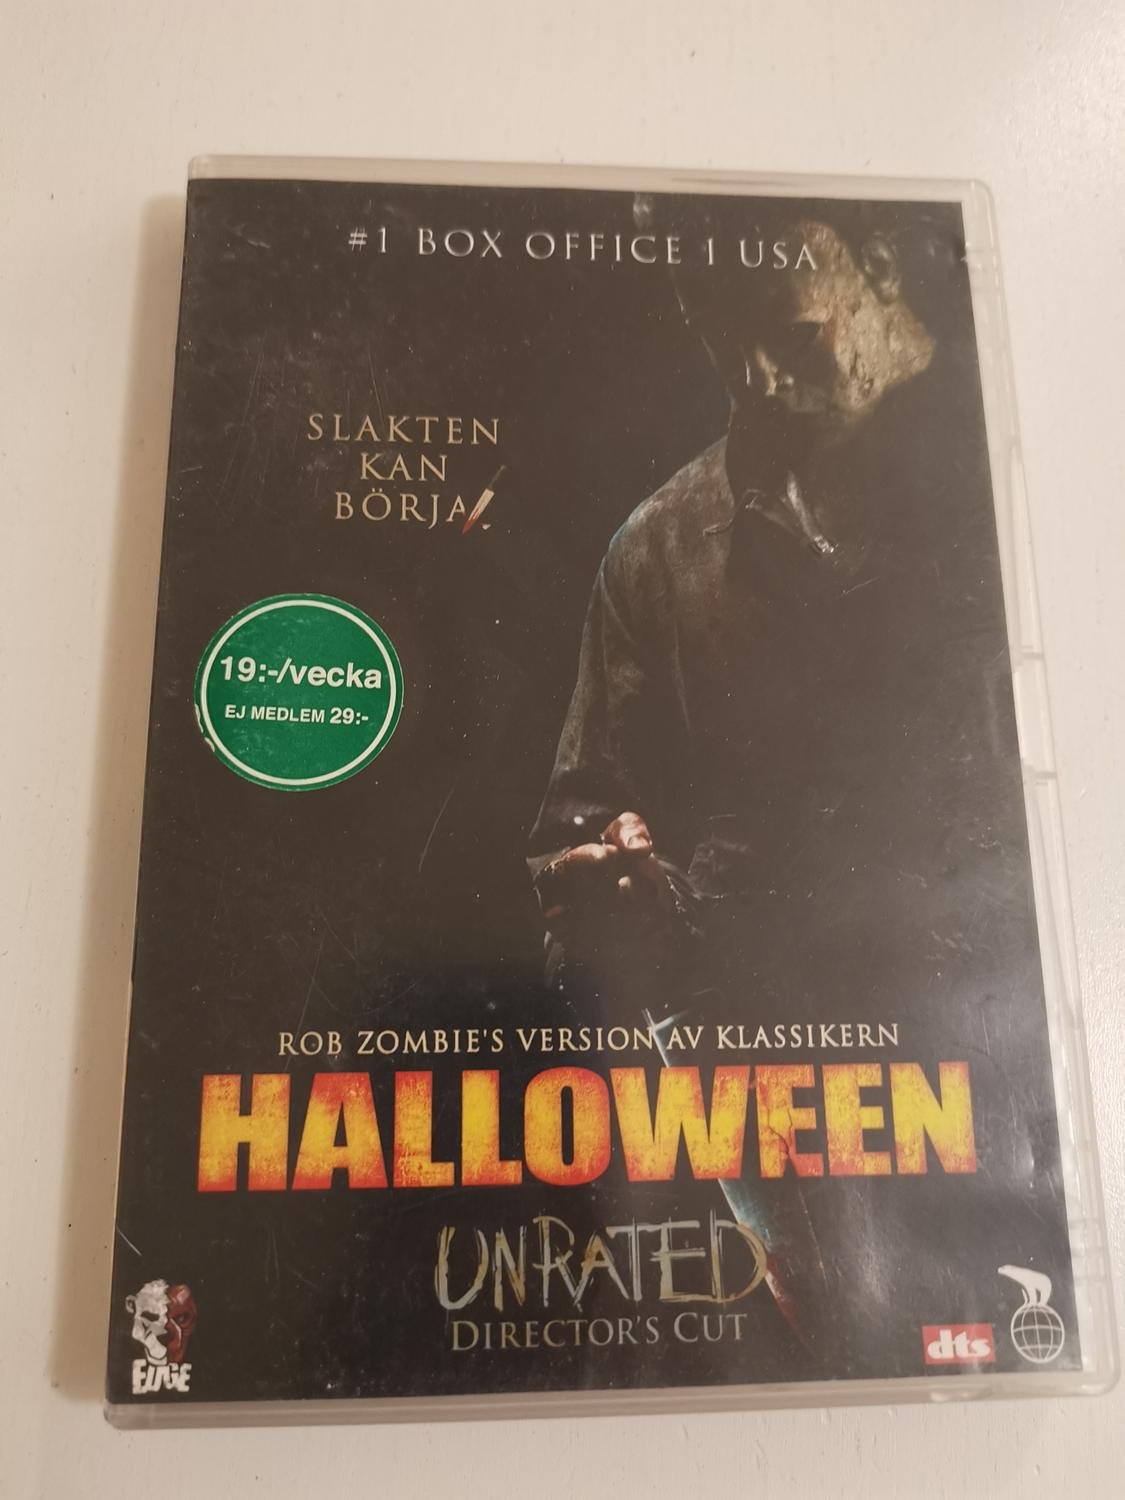 #1 BOX OFFICE I USA
SLAKTEN
KAN
BÖRJA
19:-/vecka
EJ MEDLEM 29:-
ROB ZOMBIE'S VERSION AV KLASSIKERN
HALLOWEEN
UNRATED
DIRECTOR'S CUT
EDGE
dts